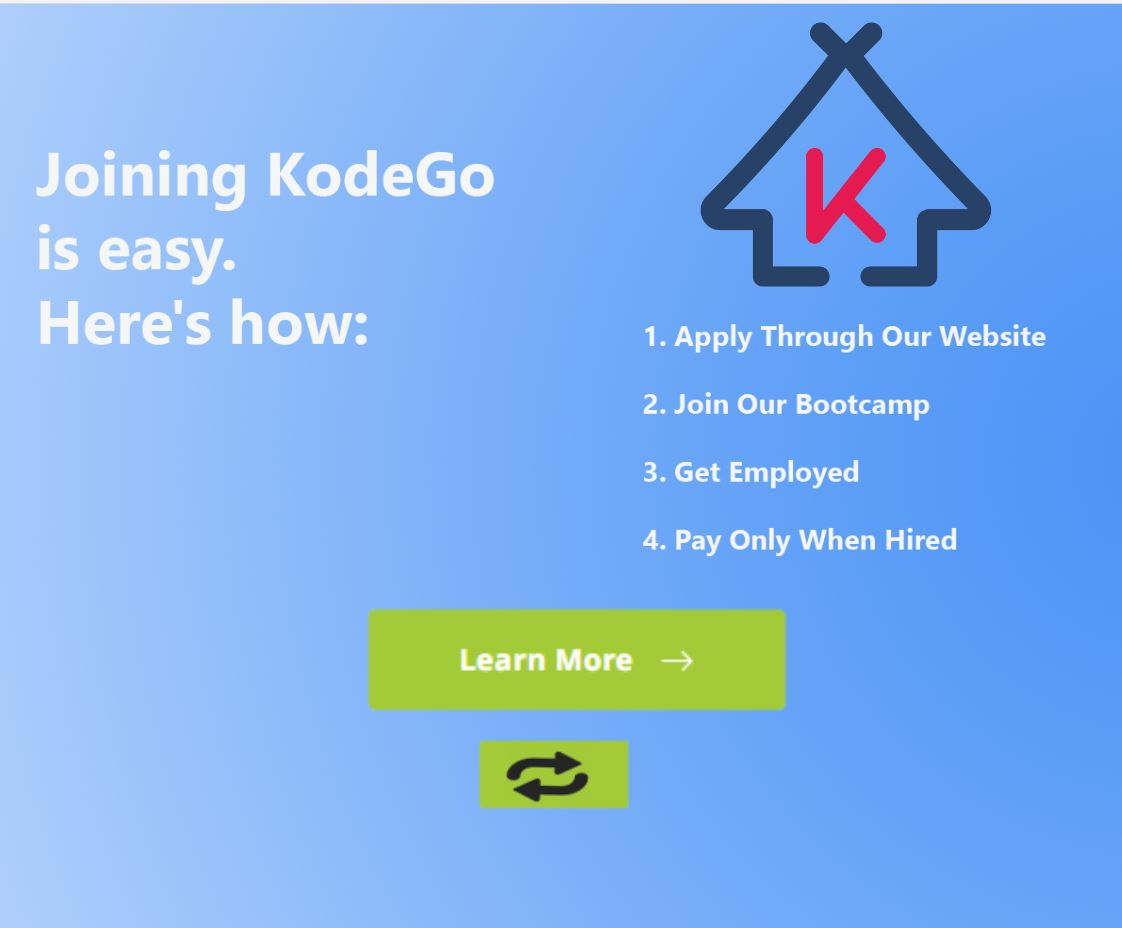 Joining KodeGo
is easy.
Here's how:
K
1. Apply Through Our Website
2. Join Our Bootcamp
3. Get Employed
4. Pay Only When Hired
Learn More →